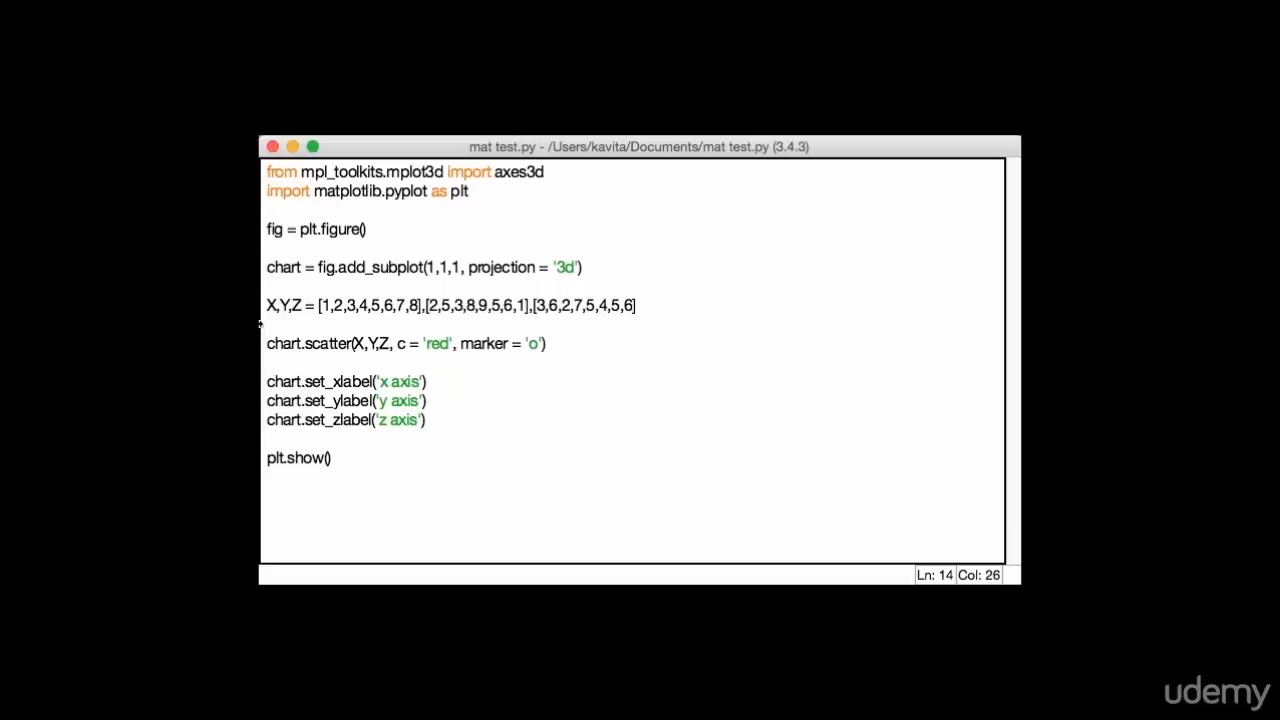 mat test.py - /Users/kavita/Documents/mat test.py (3.4.3)
from mpl_toolkits.mplot3d import axes3d
import matplotlib.pyplot as plt
fig = plt.figure()
chart = fig.add_subplot(1,1,1, projection = '3d')
X,Y,Z = [1,2,3,4,5,6,7,8],[2,5,3,8,9,5,6,1],[3,6,2,7,5,4,5,6]
chart.scatter(X,Y,Z, c = 'red', marker = 'o')
chart.set_xlabel('x axis')
chart.set_ylabel('y axis')
chart.set_zlabel('z axis')
plt.show()
Ln: 14 Col: 26
udemy